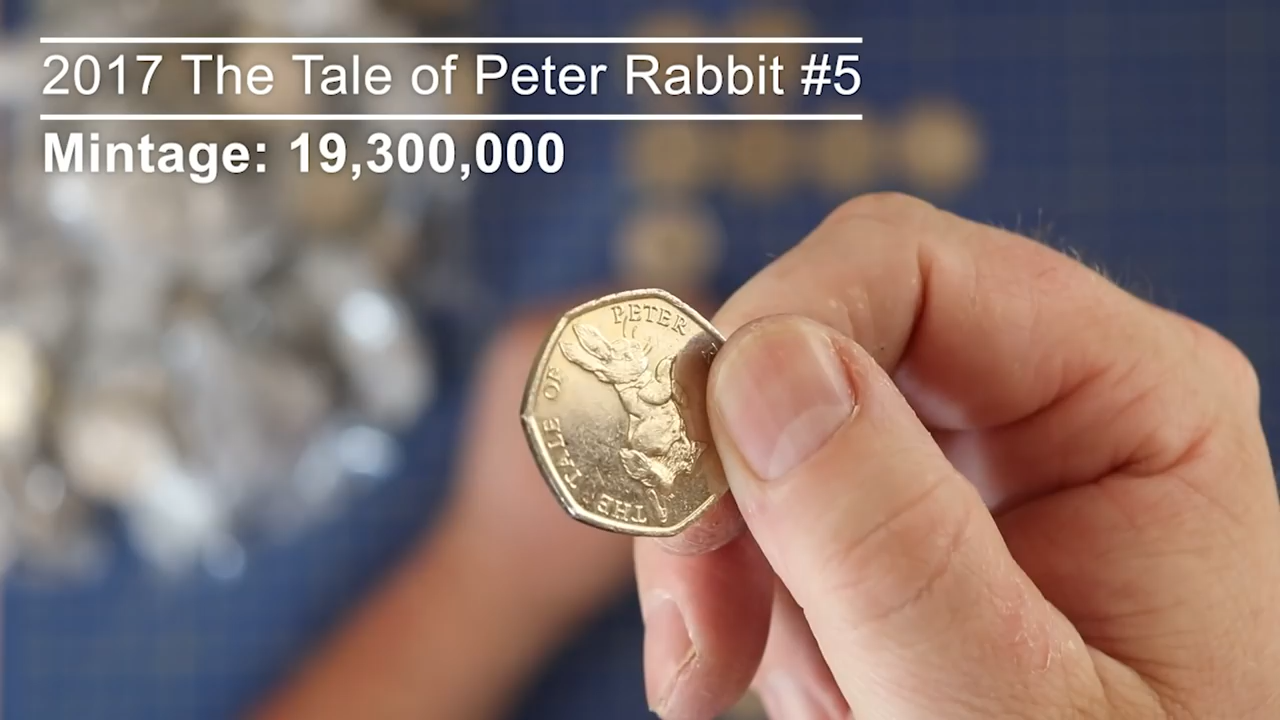 2017 The Tale of Peter Rabbit #5
Mintage: 19,300,000
THE TALE OF PETER